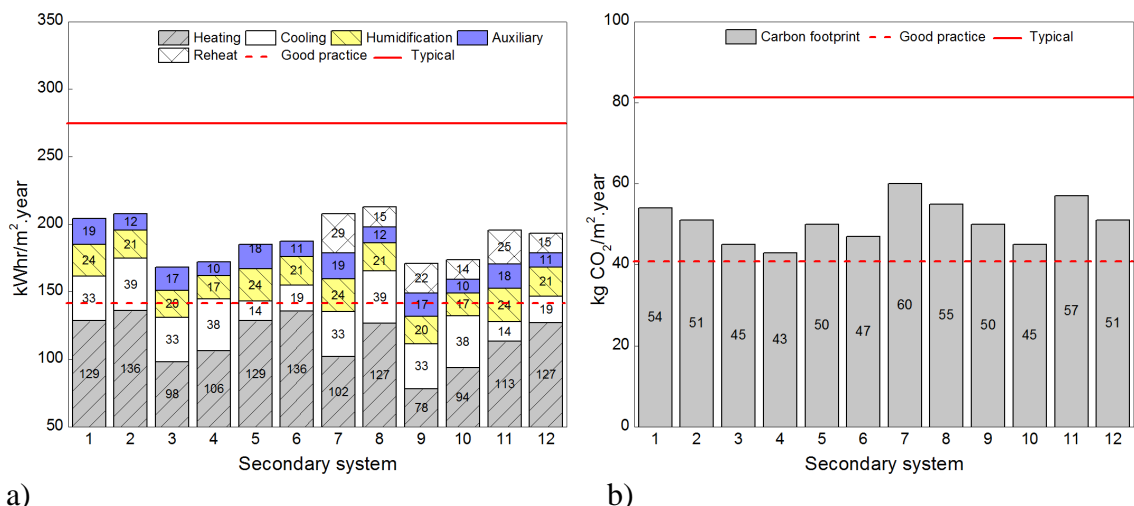 350
300
250
200
150
100
50
kWhr/m².year
Heating Cooling Humidification Auxiliary
Reheat Good practice Typical
19 24 33 129
12 21 39 136
17 20 33 98
10 17 38 106
18 24 14 129
11 21 19 136
29 19 24 33 102
15 12 21 39 127
22 17 20 33 78
14 10 17 38 94
25 18 24 14 113
15 11 21 19 127
1 2 3 4 5 6 7 8 9 10 11 12
Secondary system
a)
100
80
60
40
20
0
kg CO₂/m².year
Carbon footprint Good practice Typical
54 51 45 43 50 47 60 55 50 45 57 51
1 2 3 4 5 6 7 8 9 10 11 12
Secondary system
b)